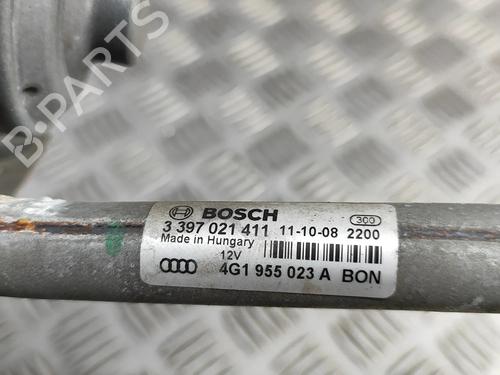 B-PARTS
BOSCH 300
3 397 021 411 11-10-08 2200
Made in Hungary
12V
4G1 955 023 A BON